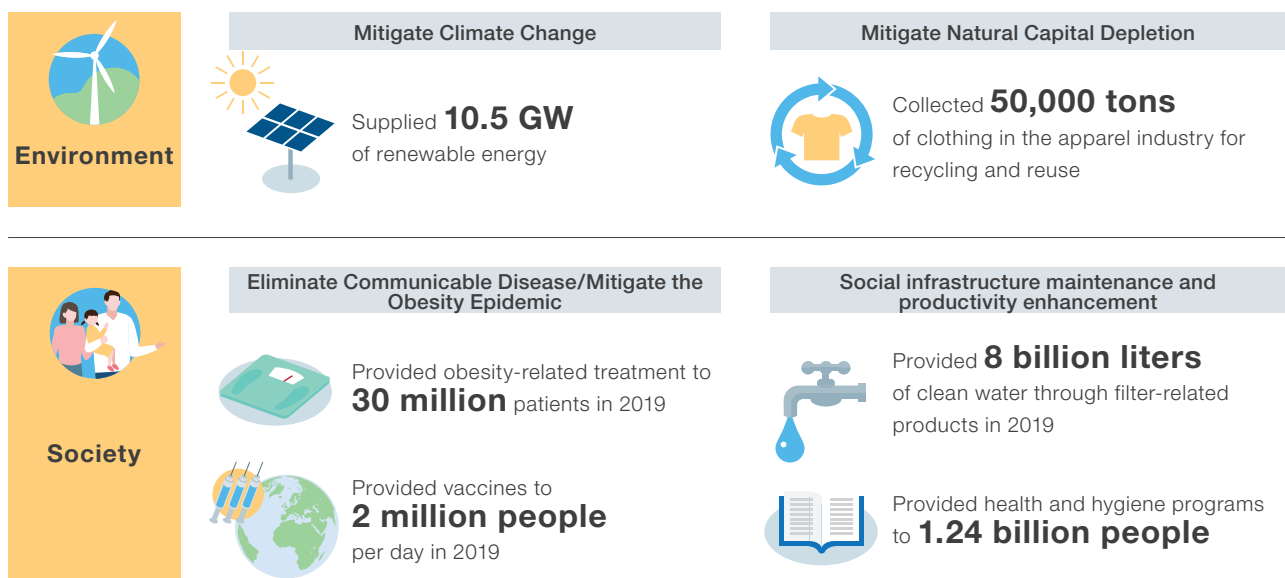 Environment
Mitigate Climate Change
Supplied 10.5 GW
of renewable energy
Mitigate Natural Capital Depletion
Collected 50,000 tons
of clothing in the apparel industry for
recycling and reuse
Society
Eliminate Communicable Disease/Mitigate the
Obesity Epidemic
Provided obesity-related treatment to
30 million patients in 2019
Provided vaccines to
2 million people
per day in 2019
Social infrastructure maintenance and
productivity enhancement
Provided 8 billion liters
of clean water through filter-related
products in 2019
Provided health and hygiene programs
to 1.24 billion people